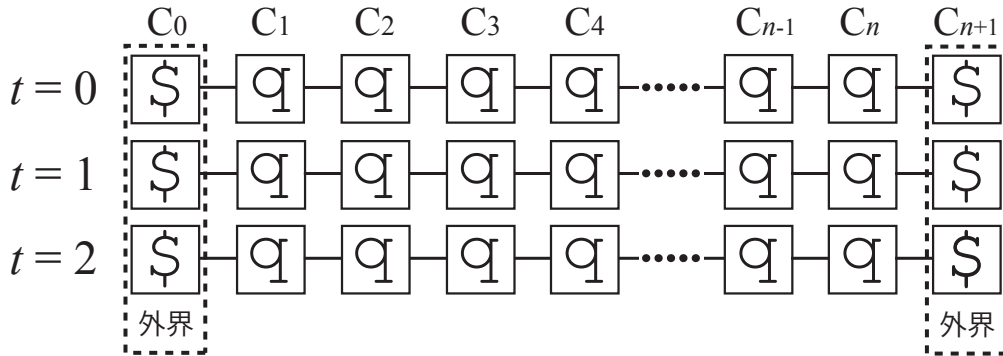 C0 C1 C2 C3 C4 Cn-1 Cn Cn+1
t = 0 $ q q q q ····· q q $
t = 1 $ q q q q ····· q q $
t = 2 $ q q q q ····· q q $
外界 外界